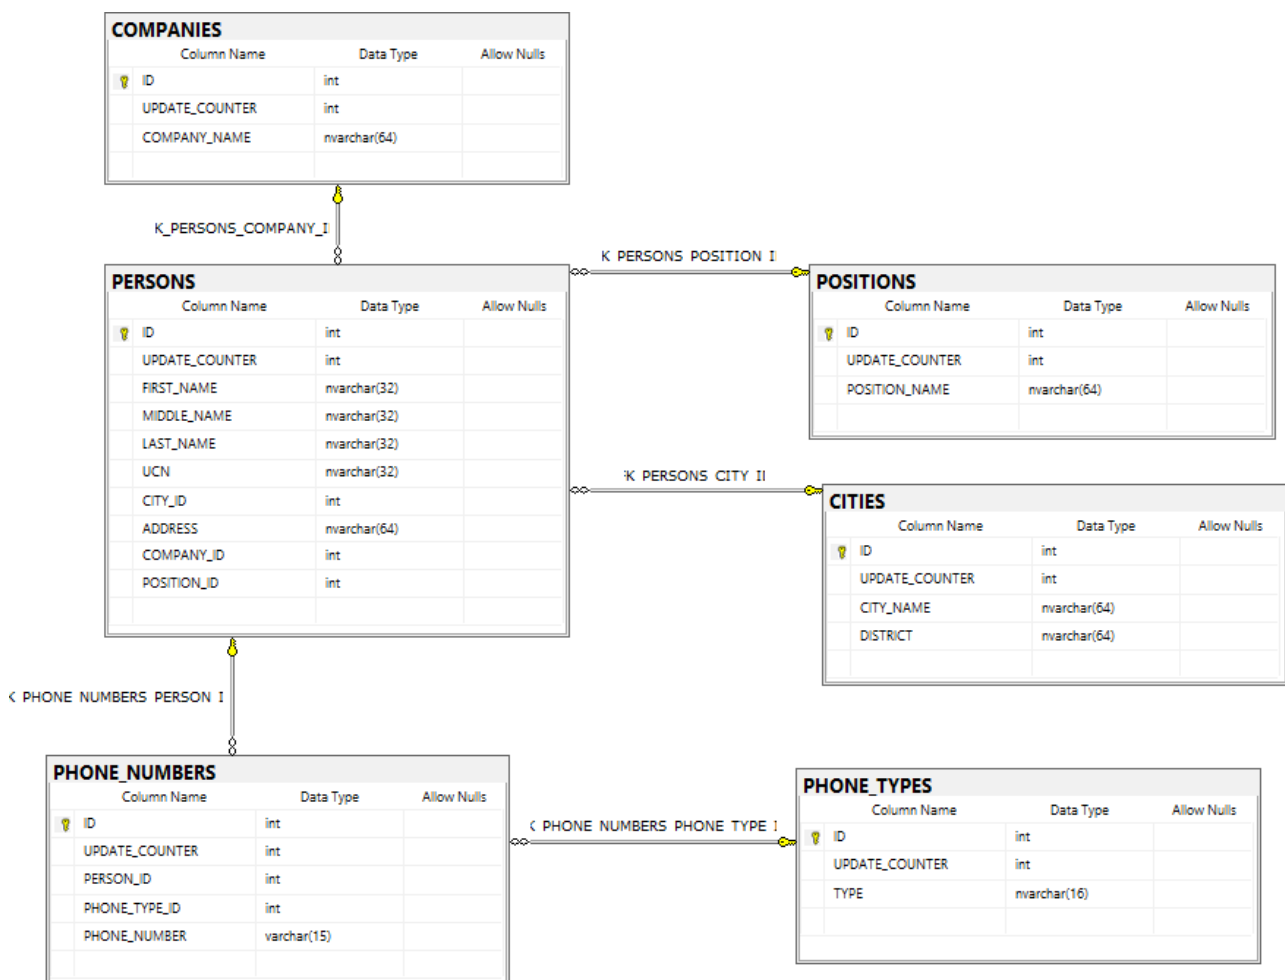 COMPANIES
Column Name Data Type Allow Nulls
ID int
UPDATE_COUNTER int
COMPANY_NAME nvarchar(64)
K_PERSONS_COMPANY_I
PERSONS
Column Name Data Type Allow Nulls
ID int
UPDATE_COUNTER int
FIRST_NAME nvarchar(32)
MIDDLE_NAME nvarchar(32)
LAST_NAME nvarchar(32)
UCN nvarchar(32)
CITY_ID int
ADDRESS nvarchar(64)
COMPANY_ID int
POSITION_ID int
K_PERSONS_POSITION_I
POSITIONS
Column Name Data Type Allow Nulls
ID int
UPDATE_COUNTER int
POSITION_NAME nvarchar(64)
K_PERSONS_CITY_I
CITIES
Column Name Data Type Allow Nulls
ID int
UPDATE_COUNTER int
CITY_NAME nvarchar(64)
DISTRICT nvarchar(64)
K_PHONE_NUMBERS_PERSON_I
PHONE_NUMBERS
Column Name Data Type Allow Nulls
ID int
UPDATE_COUNTER int
PERSON_ID int
PHONE_TYPE_ID int
PHONE_NUMBER varchar(15)
K_PHONE_NUMBERS_PHONE_TYPE_I
PHONE_TYPES
Column Name Data Type Allow Nulls
ID int
UPDATE_COUNTER int
TYPE nvarchar(16)